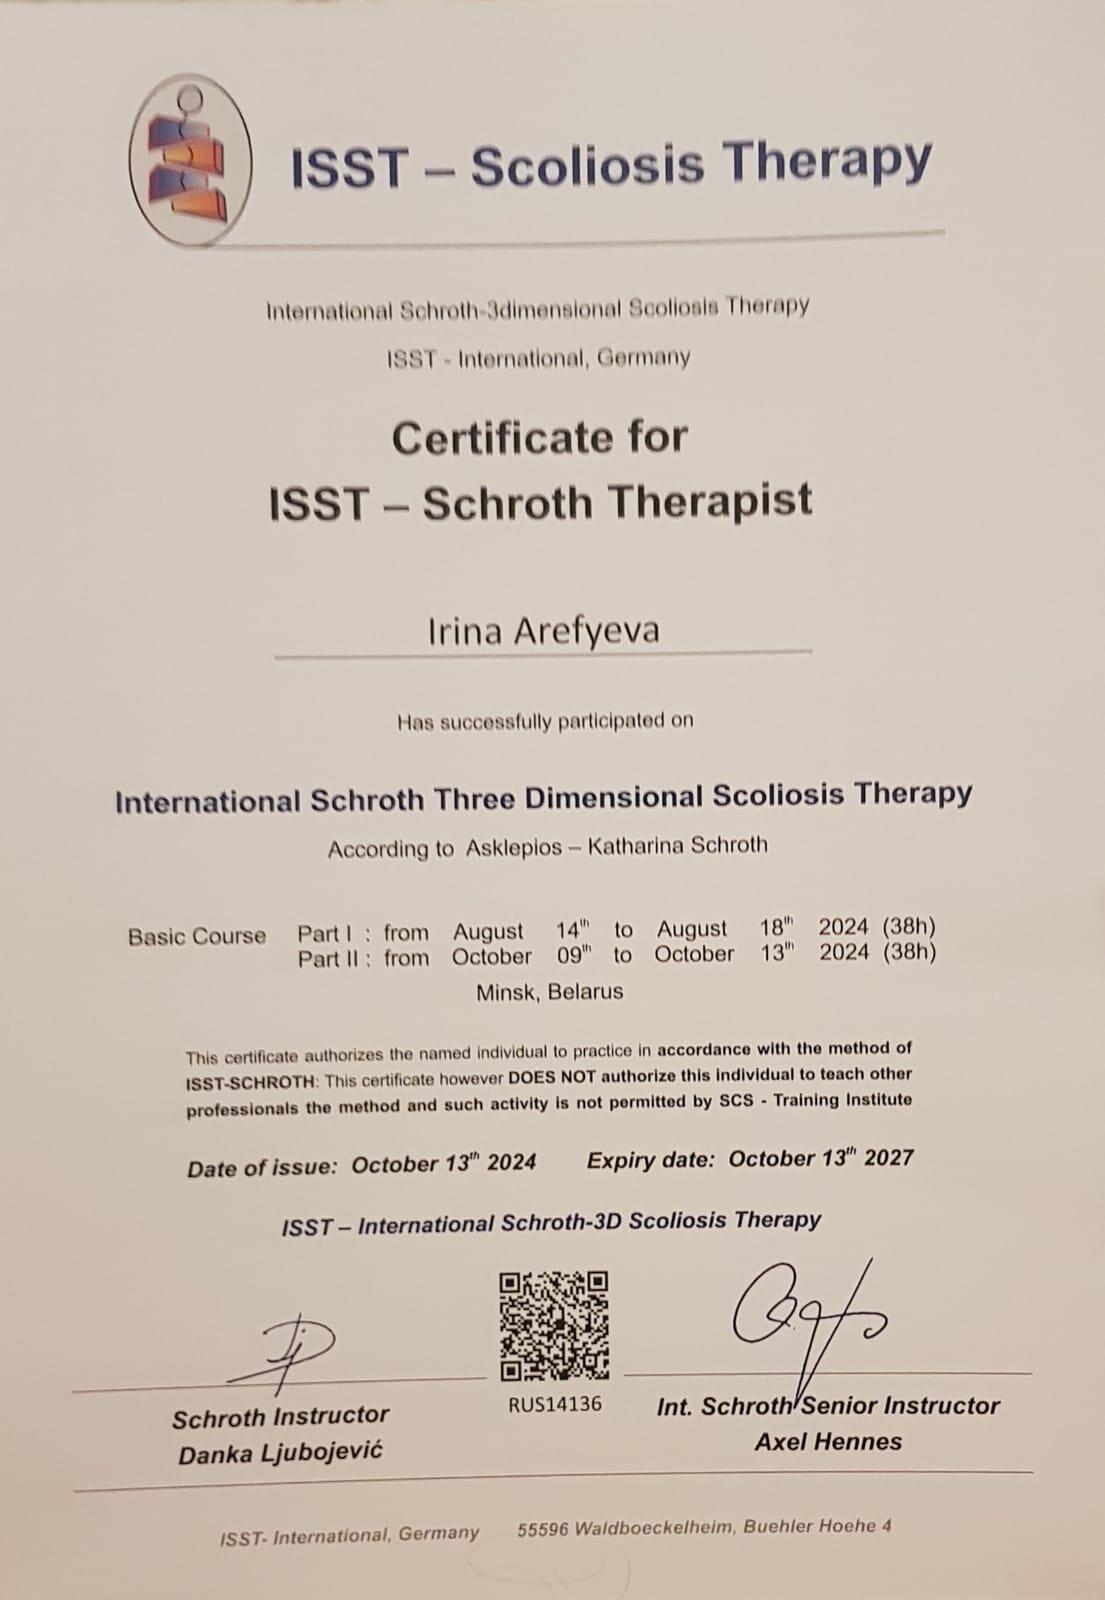 ISST – Scoliosis Therapy
International Schroth-3dimensional Scoliosis Therapy
ISST - International, Germany
Certificate for
ISST – Schroth Therapist
Irina Arefyeva
Has successfully participated on
International Schroth Three Dimensional Scoliosis Therapy
According to Asklepios – Katharina Schroth
Basic Course Part I : from August 14th to August 18th 2024 (38h)
Part II : from October 09th to October 13th 2024 (38h)
Minsk, Belarus
This certificate authorizes the named individual to practice in accordance with the method of
ISST-SCHROTH: This certificate however DOES NOT authorize this individual to teach other
professionals the method and such activity is not permitted by SCS - Training Institute
Date of issue: October 13th 2024 Expiry date: October 13th 2027
ISST – International Schroth-3D Scoliosis Therapy
RUS14136
Schroth Instructor
Danka Ljubojević
Int. Schroth Senior Instructor
Axel Hennes
ISST- International, Germany 55596 Waldboeckelheim, Buehler Hoehe 4